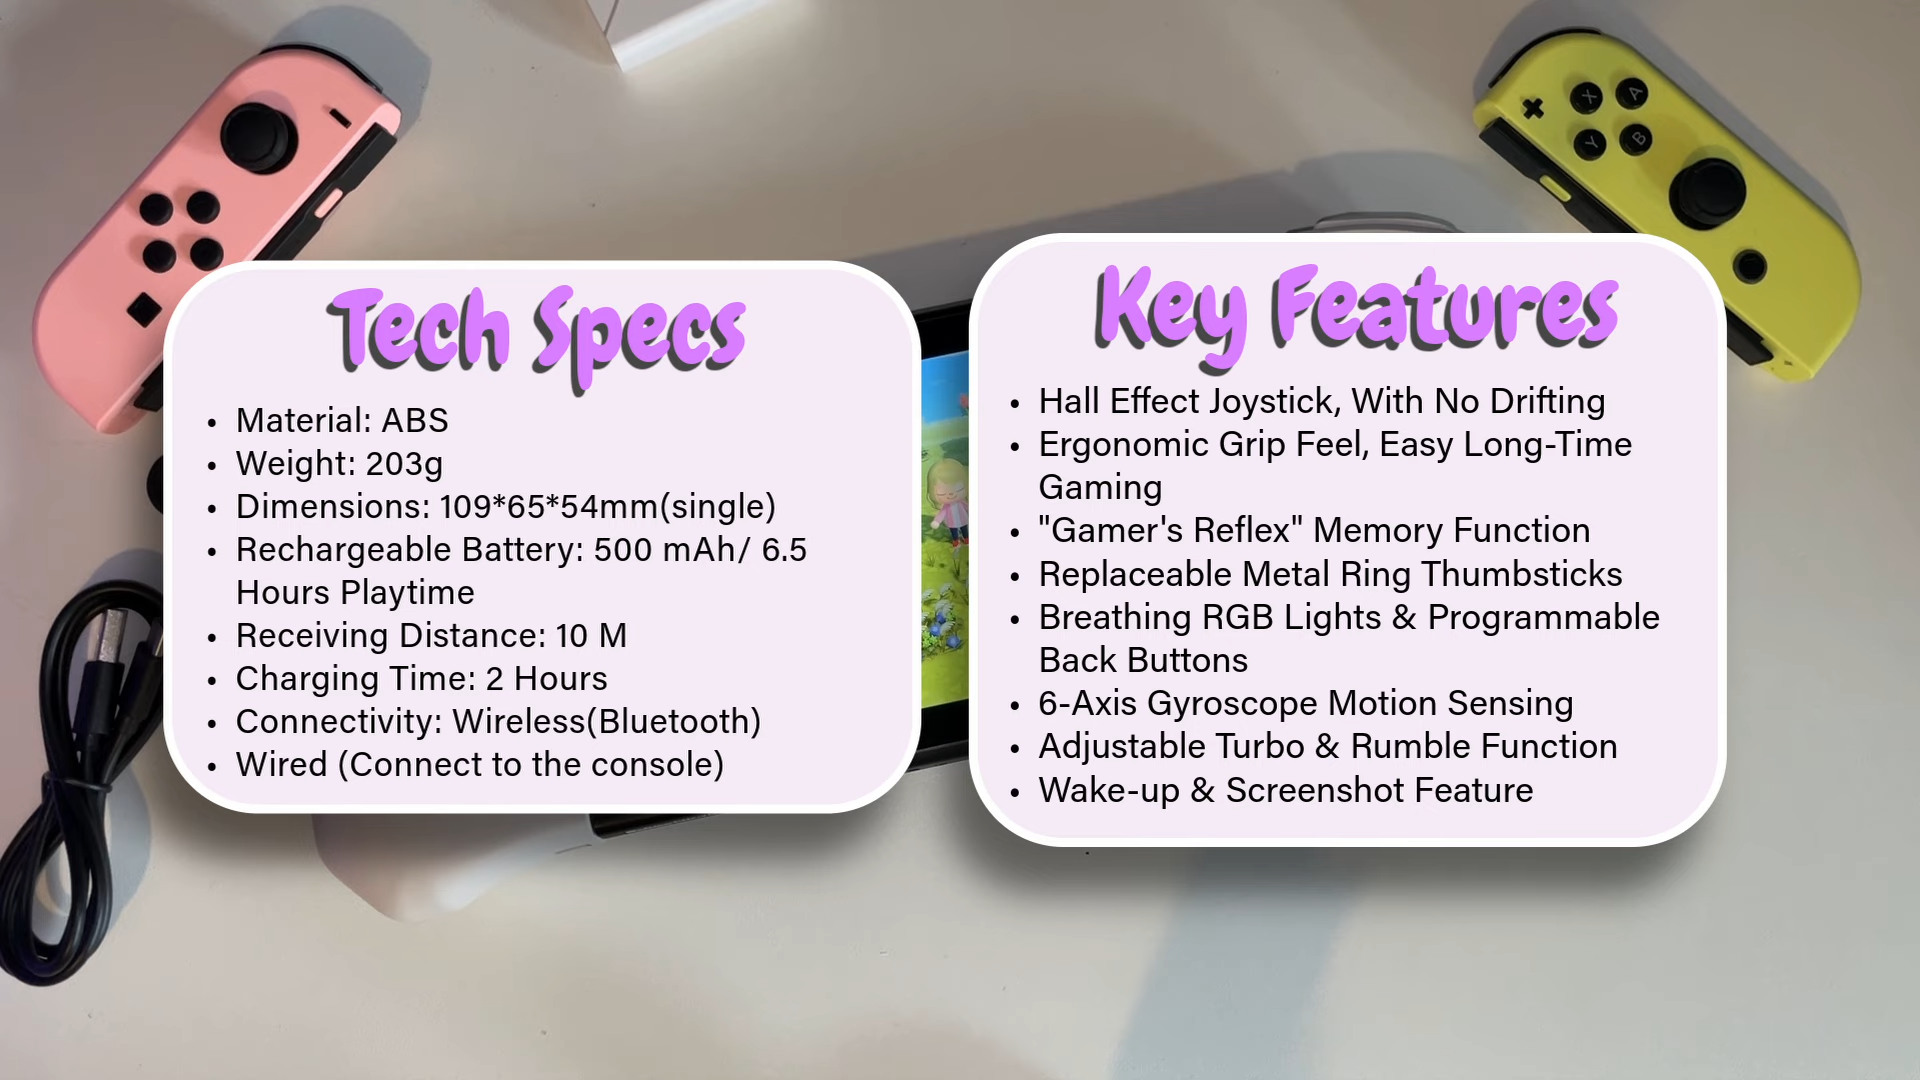 Tech Specs
• Material: ABS
• Weight: 203g
• Dimensions: 109*65*54mm(single)
• Rechargeable Battery: 500 mAh/ 6.5
Hours Playtime
• Receiving Distance: 10 M
• Charging Time: 2 Hours
• Connectivity: Wireless(Bluetooth)
• Wired (Connect to the console)
Key Features
• Hall Effect Joystick, With No Drifting
• Ergonomic Grip Feel, Easy Long-Time
Gaming
• "Gamer's Reflex" Memory Function
• Replaceable Metal Ring Thumbsticks
• Breathing RGB Lights & Programmable
Back Buttons
• 6-Axis Gyroscope Motion Sensing
• Adjustable Turbo & Rumble Function
• Wake-up & Screenshot Feature
X
A
Y
B